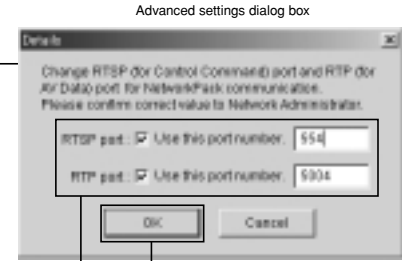 Advanced settings dialog box
Details
Change RTSP (for Control Command) port and RTP (for
AV Data) port for NetworkPack communication.
Please confirm correct value to Network Administrator.
RTSP port : Use this port number. 554
RTP port : Use this port number. 5004
OK Cancel